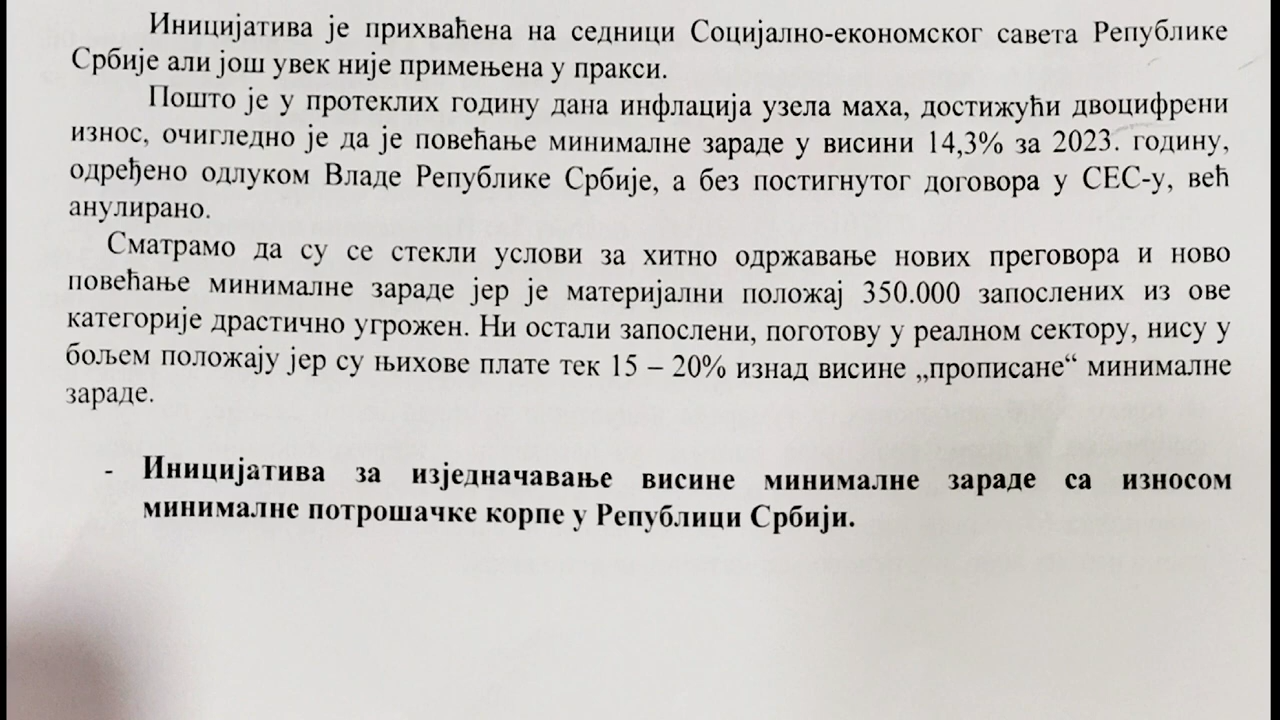 Иницијатива је прихваћена на седници Социјално-економског савета Републике
Србије али још увек није примењена у пракси.
Пошто је у протеклих годину дана инфлација узела маха, достижући двоцифрени
износ, очигледно је да је повећање минималне зараде у висини 14,3% за 2023. годину,
одређено одлуком Владе Републике Србије, а без постигнутог договора у СЕС-у, већ
анулирано.
Сматрамо да су се стекли услови за хитно одржавање нових преговора и ново
повећање минималне зараде јер је материјални положај 350.000 запослених из ове
категорије драстично угрожен. Ни остали запослени, поготову у реалном сектору, нису у
бољем положају јер су њихове плате тек 15 – 20% изнад висине „прописане“ минималне
зараде.
- Иницијатива за изједначавање висине минималне зараде са износом
минималне потрошачке корпе у Републици Србији.